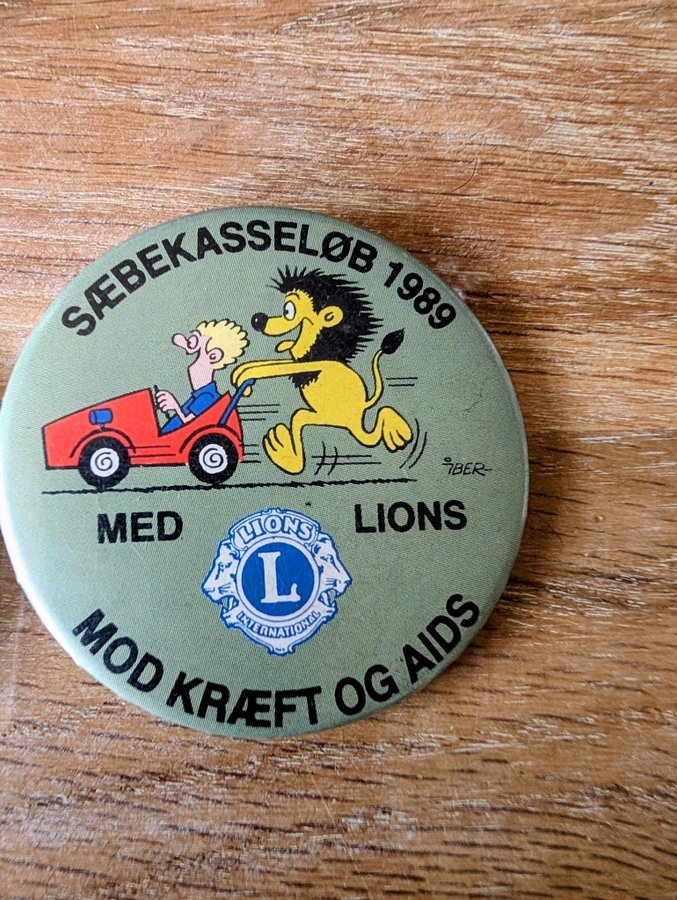 SÆBEKASSELØB 1989
IBER
MED LIONS
LIONS
L
INTERNATIONAL
MOD KRÆFT OG AIDS